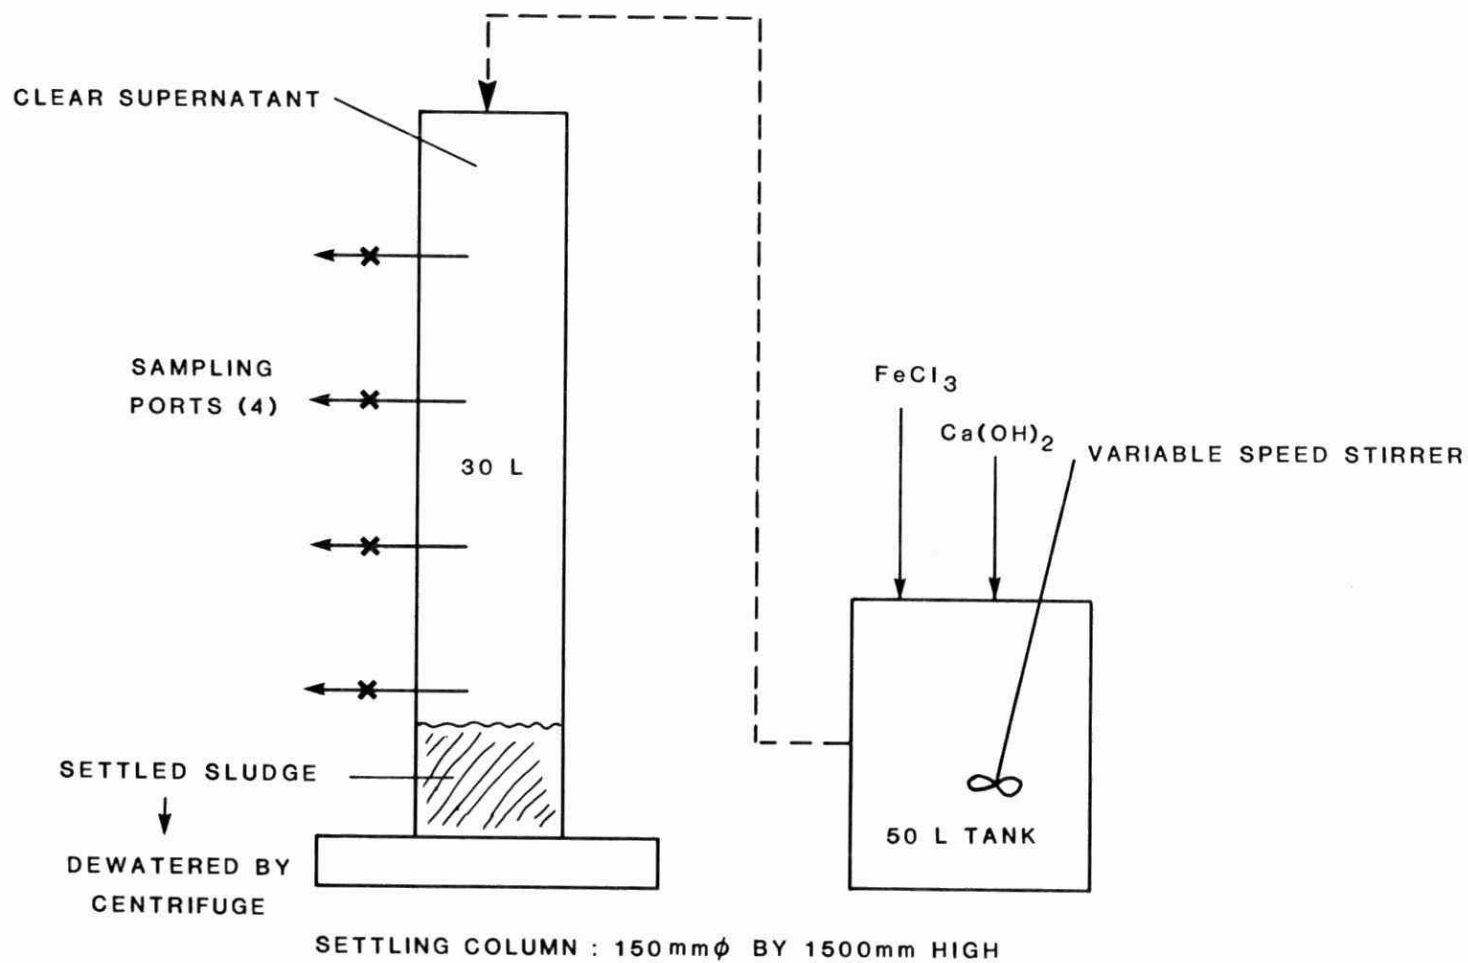 CLEAR SUPERNATANT
SAMPLING
PORTS (4)
30 L
FeCl₃
Ca(OH)₂
VARIABLE SPEED STIRRER
SETTLED SLUDGE
DEWATERED BY
CENTRIFUGE
50 L TANK
SETTLING COLUMN : 150mmϕ BY 1500mm HIGH